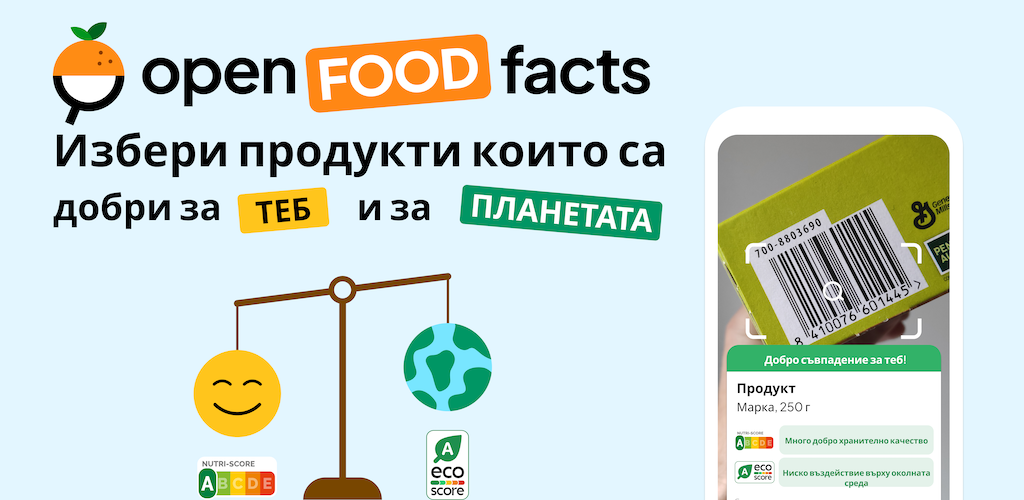 open FOOD facts
Избери продукти които са
добри за ТЕБ и за ПЛАНЕТАТА
NUTRI-SCORE
A B C D E
A
eco
score
700-8803690
8 410076 601445 >
Добро съвпадение за теб!
Продукт
Марка, 250 г
NUTRI-SCORE
A B C D E
Много добро хранително качество
A
eco
score
Ниско въздействие върху околната
среда